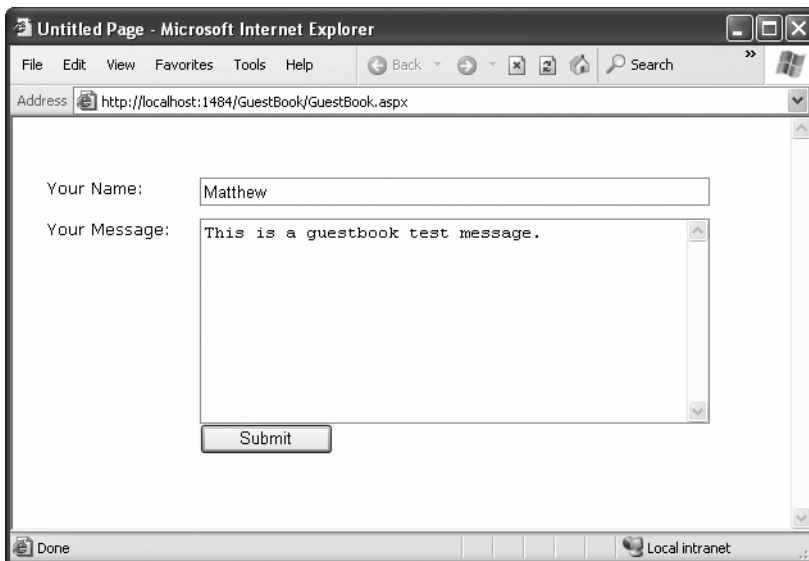 Untitled Page - Microsoft Internet Explorer
File Edit View Favorites Tools Help Back Search »
Address http://localhost:1484/GuestBook/GuestBook.aspx
Your Name: Matthew
Your Message: This is a guestbook test message.
Submit
Done Local intranet